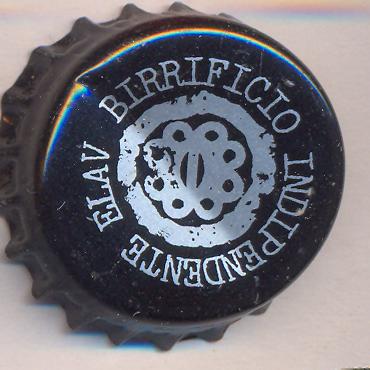 BIRRIFICIO INDIPENDENTE ELAV